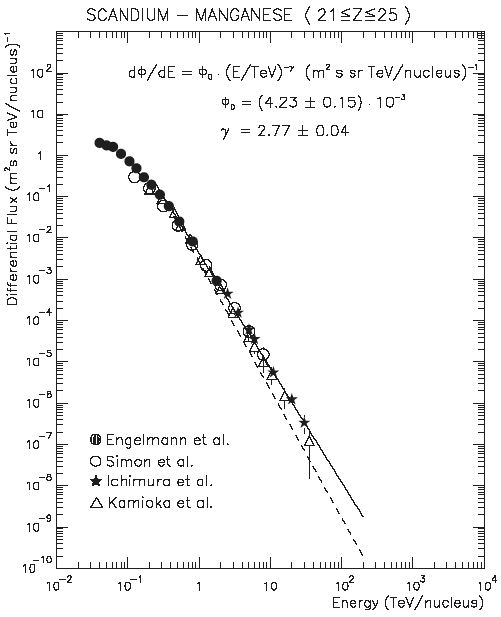 SCANDIUM – MANGANESE ( 21≤Z≤25 )
Differential Flux (m²s sr TeV/nucleus)⁻¹
dΦ/dE = Φ₀ · (E/TeV)⁻ᵞ (m² s sr TeV/nucleus)⁻¹
Φ₀ = (4.23 ± 0.15) · 10⁻³
γ = 2.77 ± 0.04
10²
10
1
10⁻¹
10⁻²
10⁻³
10⁻⁴
10⁻⁵
10⁻⁶
10⁻⁷
10⁻⁸
10⁻⁹
10⁻¹⁰
Engelmann et al.
Simon et al.
Ichimura et al.
Kamioka et al.
10⁻² 10⁻¹ 1 10 10² 10³ 10⁴
Energy (TeV/nucleus)